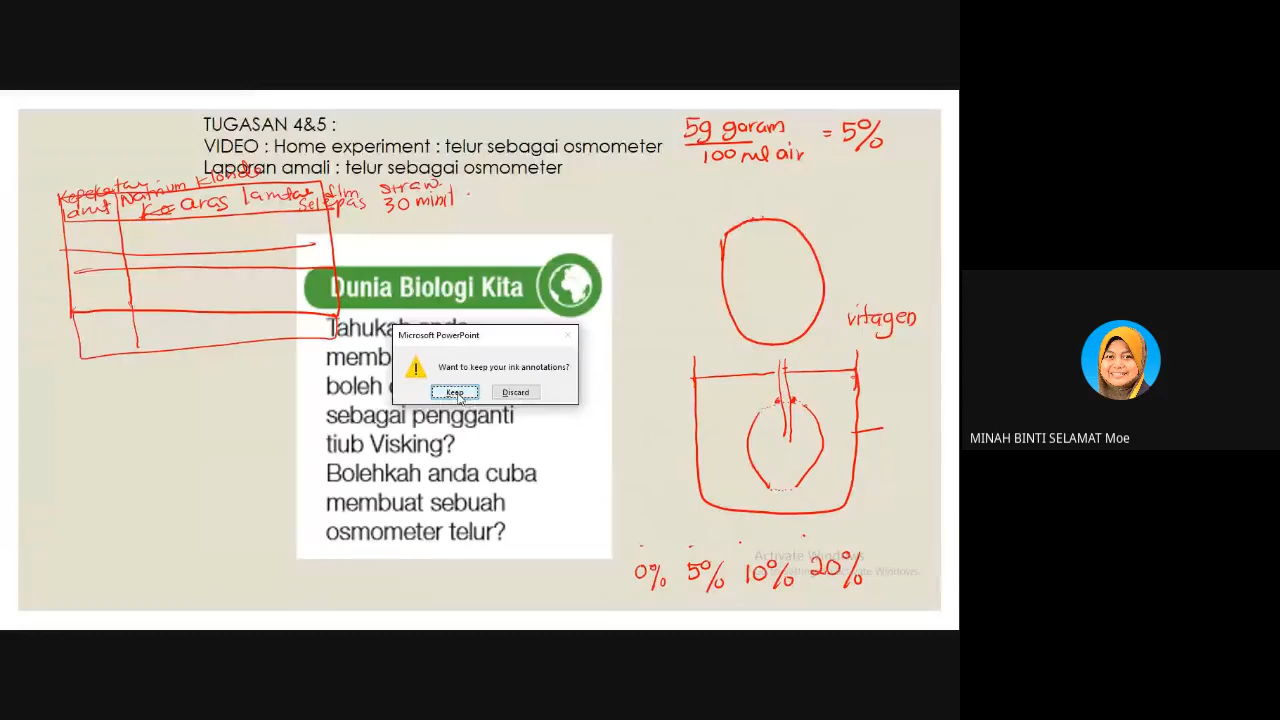 TUGASAN 4&5 :
VIDEO : Home experiment : telur sebagai osmometer
Laporan amali : telur sebagai osmometer
5g garam
100 ml air
= 5%
Kepekatan Natrium Klorida
aras larutan dlm straw
selepas 30 minit
Dunia Biologi Kita
Tahukah anda
memb
boleh
sebagai pengganti
tiub Visking?
Bolehkah anda cuba
membuat sebuah
osmometer telur?
Microsoft PowerPoint
Want to keep your ink annotations?
Keep
Discard
vitagen
0% 5% 10% 20%
Activate Windows
MINAH BINTI SELAMAT Moe